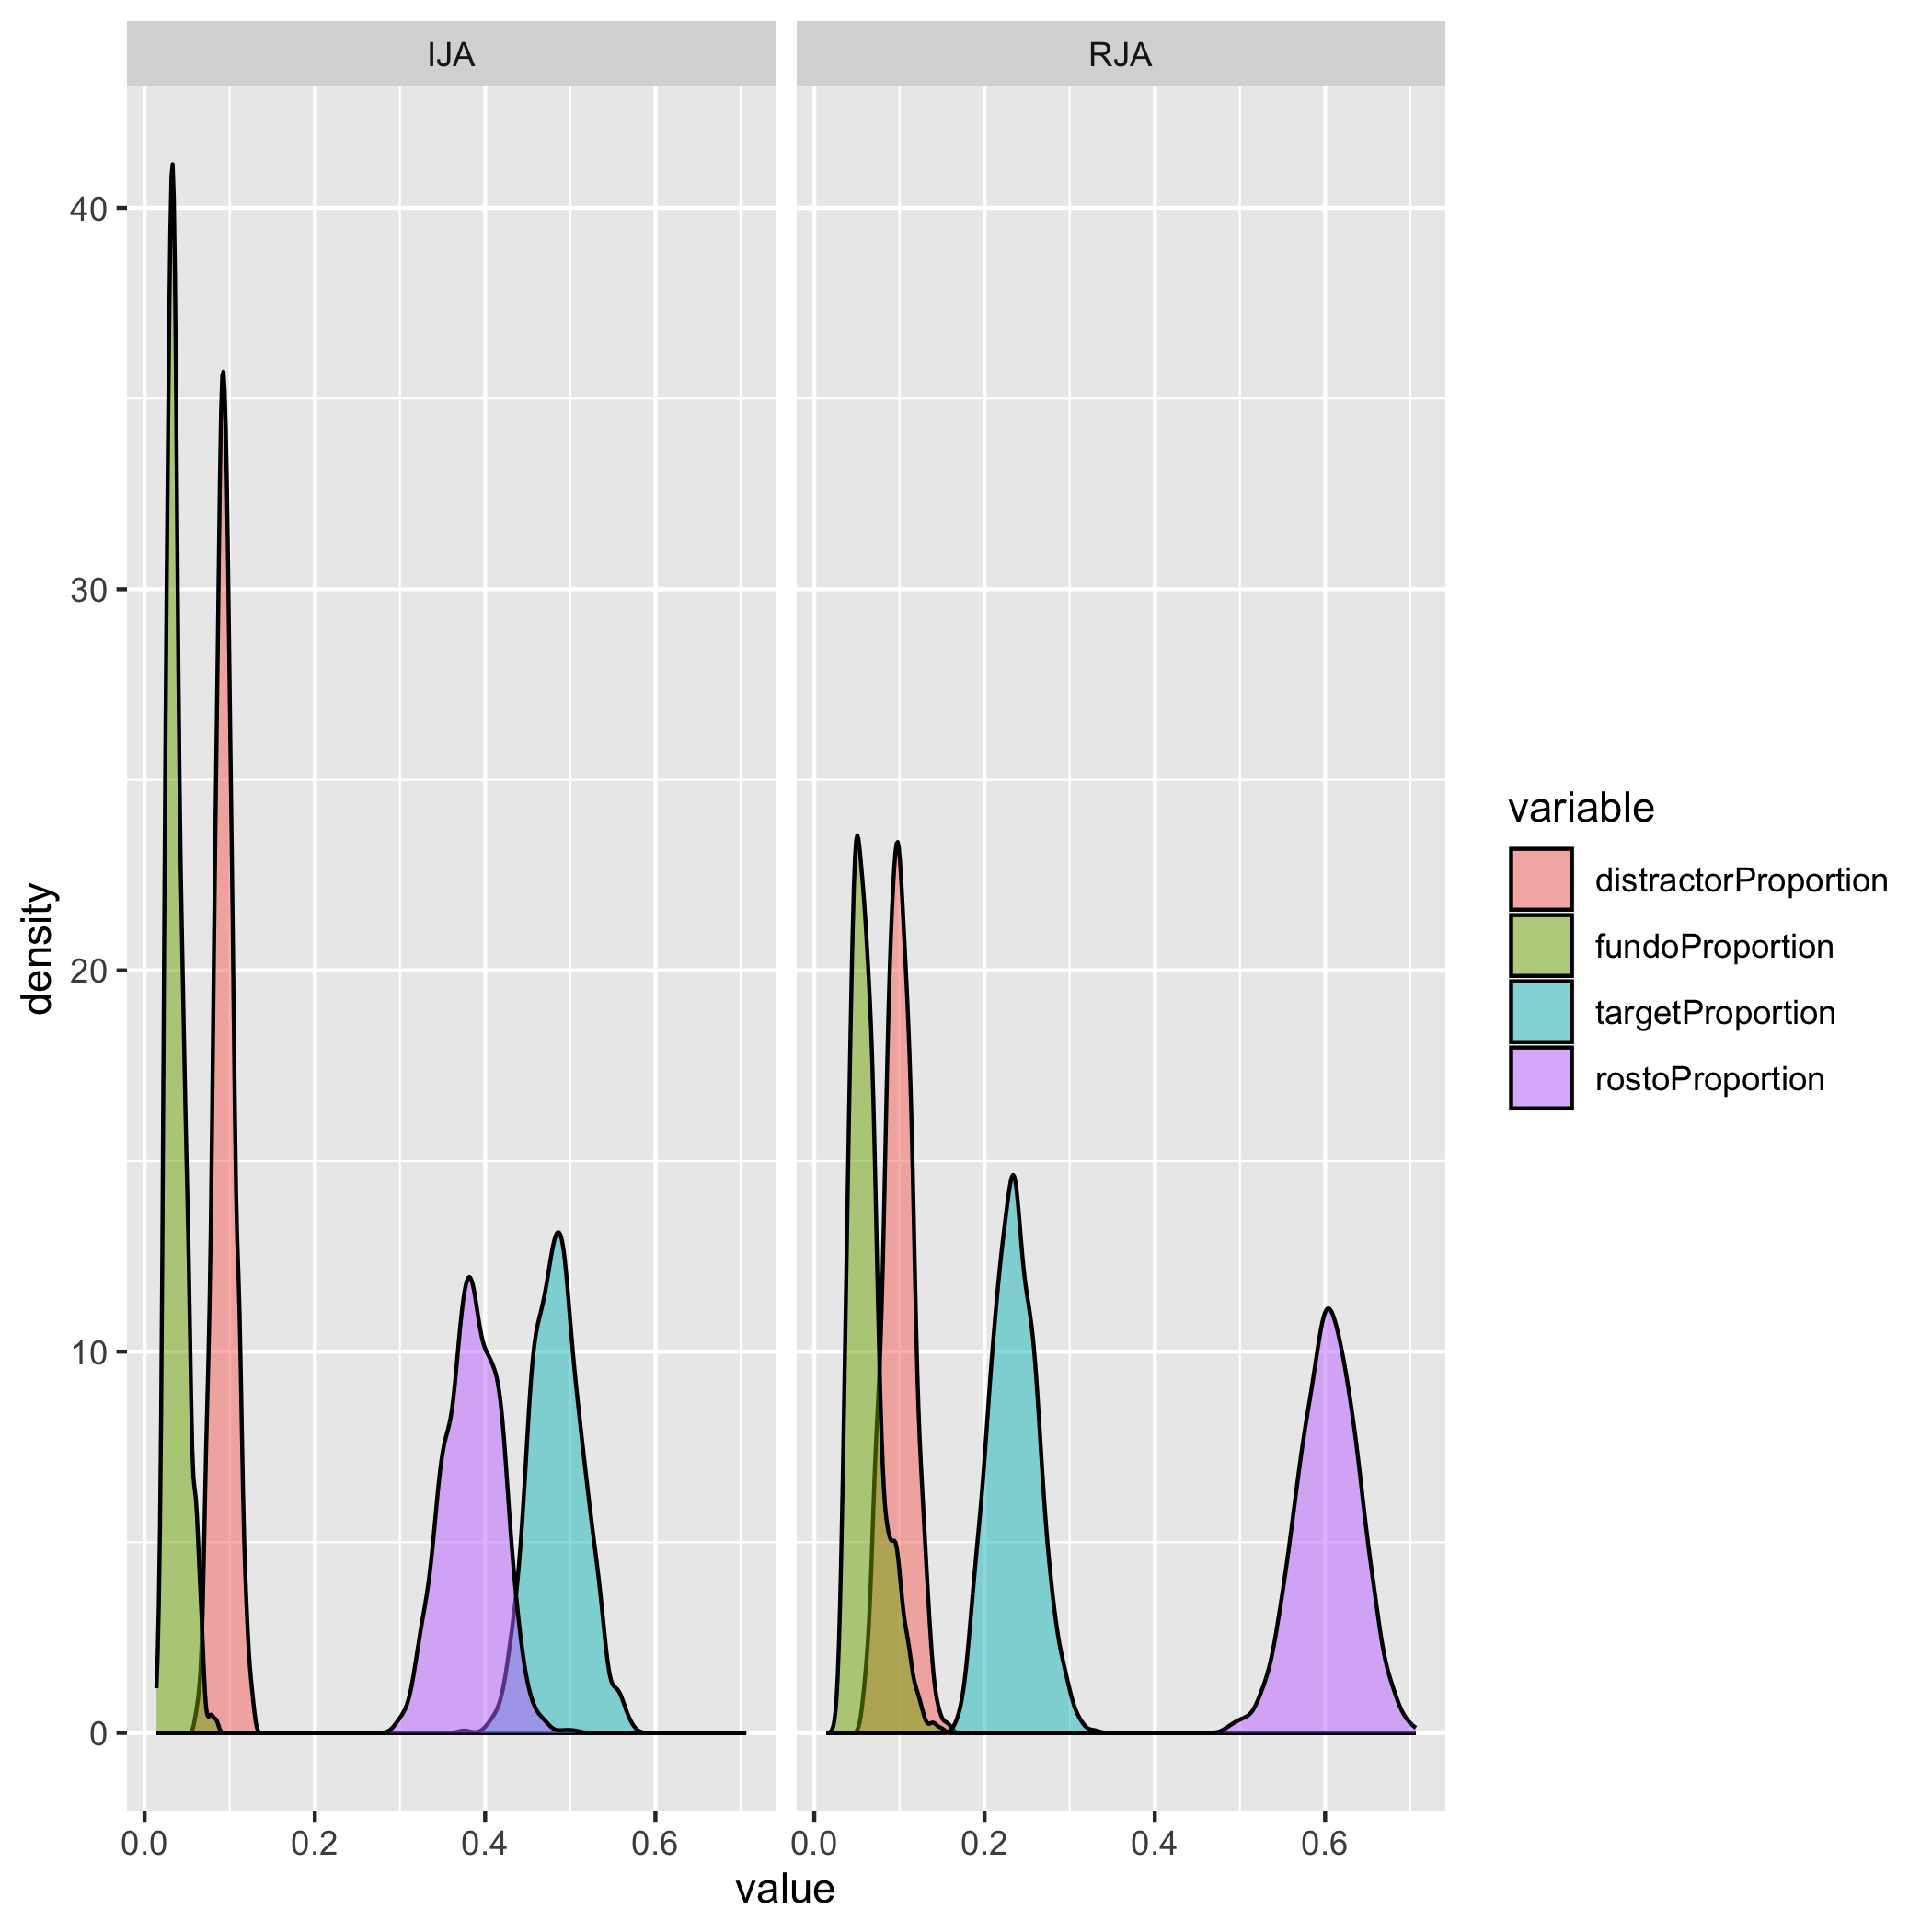 IJA
RJA
40
30
20
10
0
density
0.0 0.2 0.4 0.6
0.0 0.2 0.4 0.6
value
variable
distractorProportion
fundoProportion
targetProportion
rostoProportion